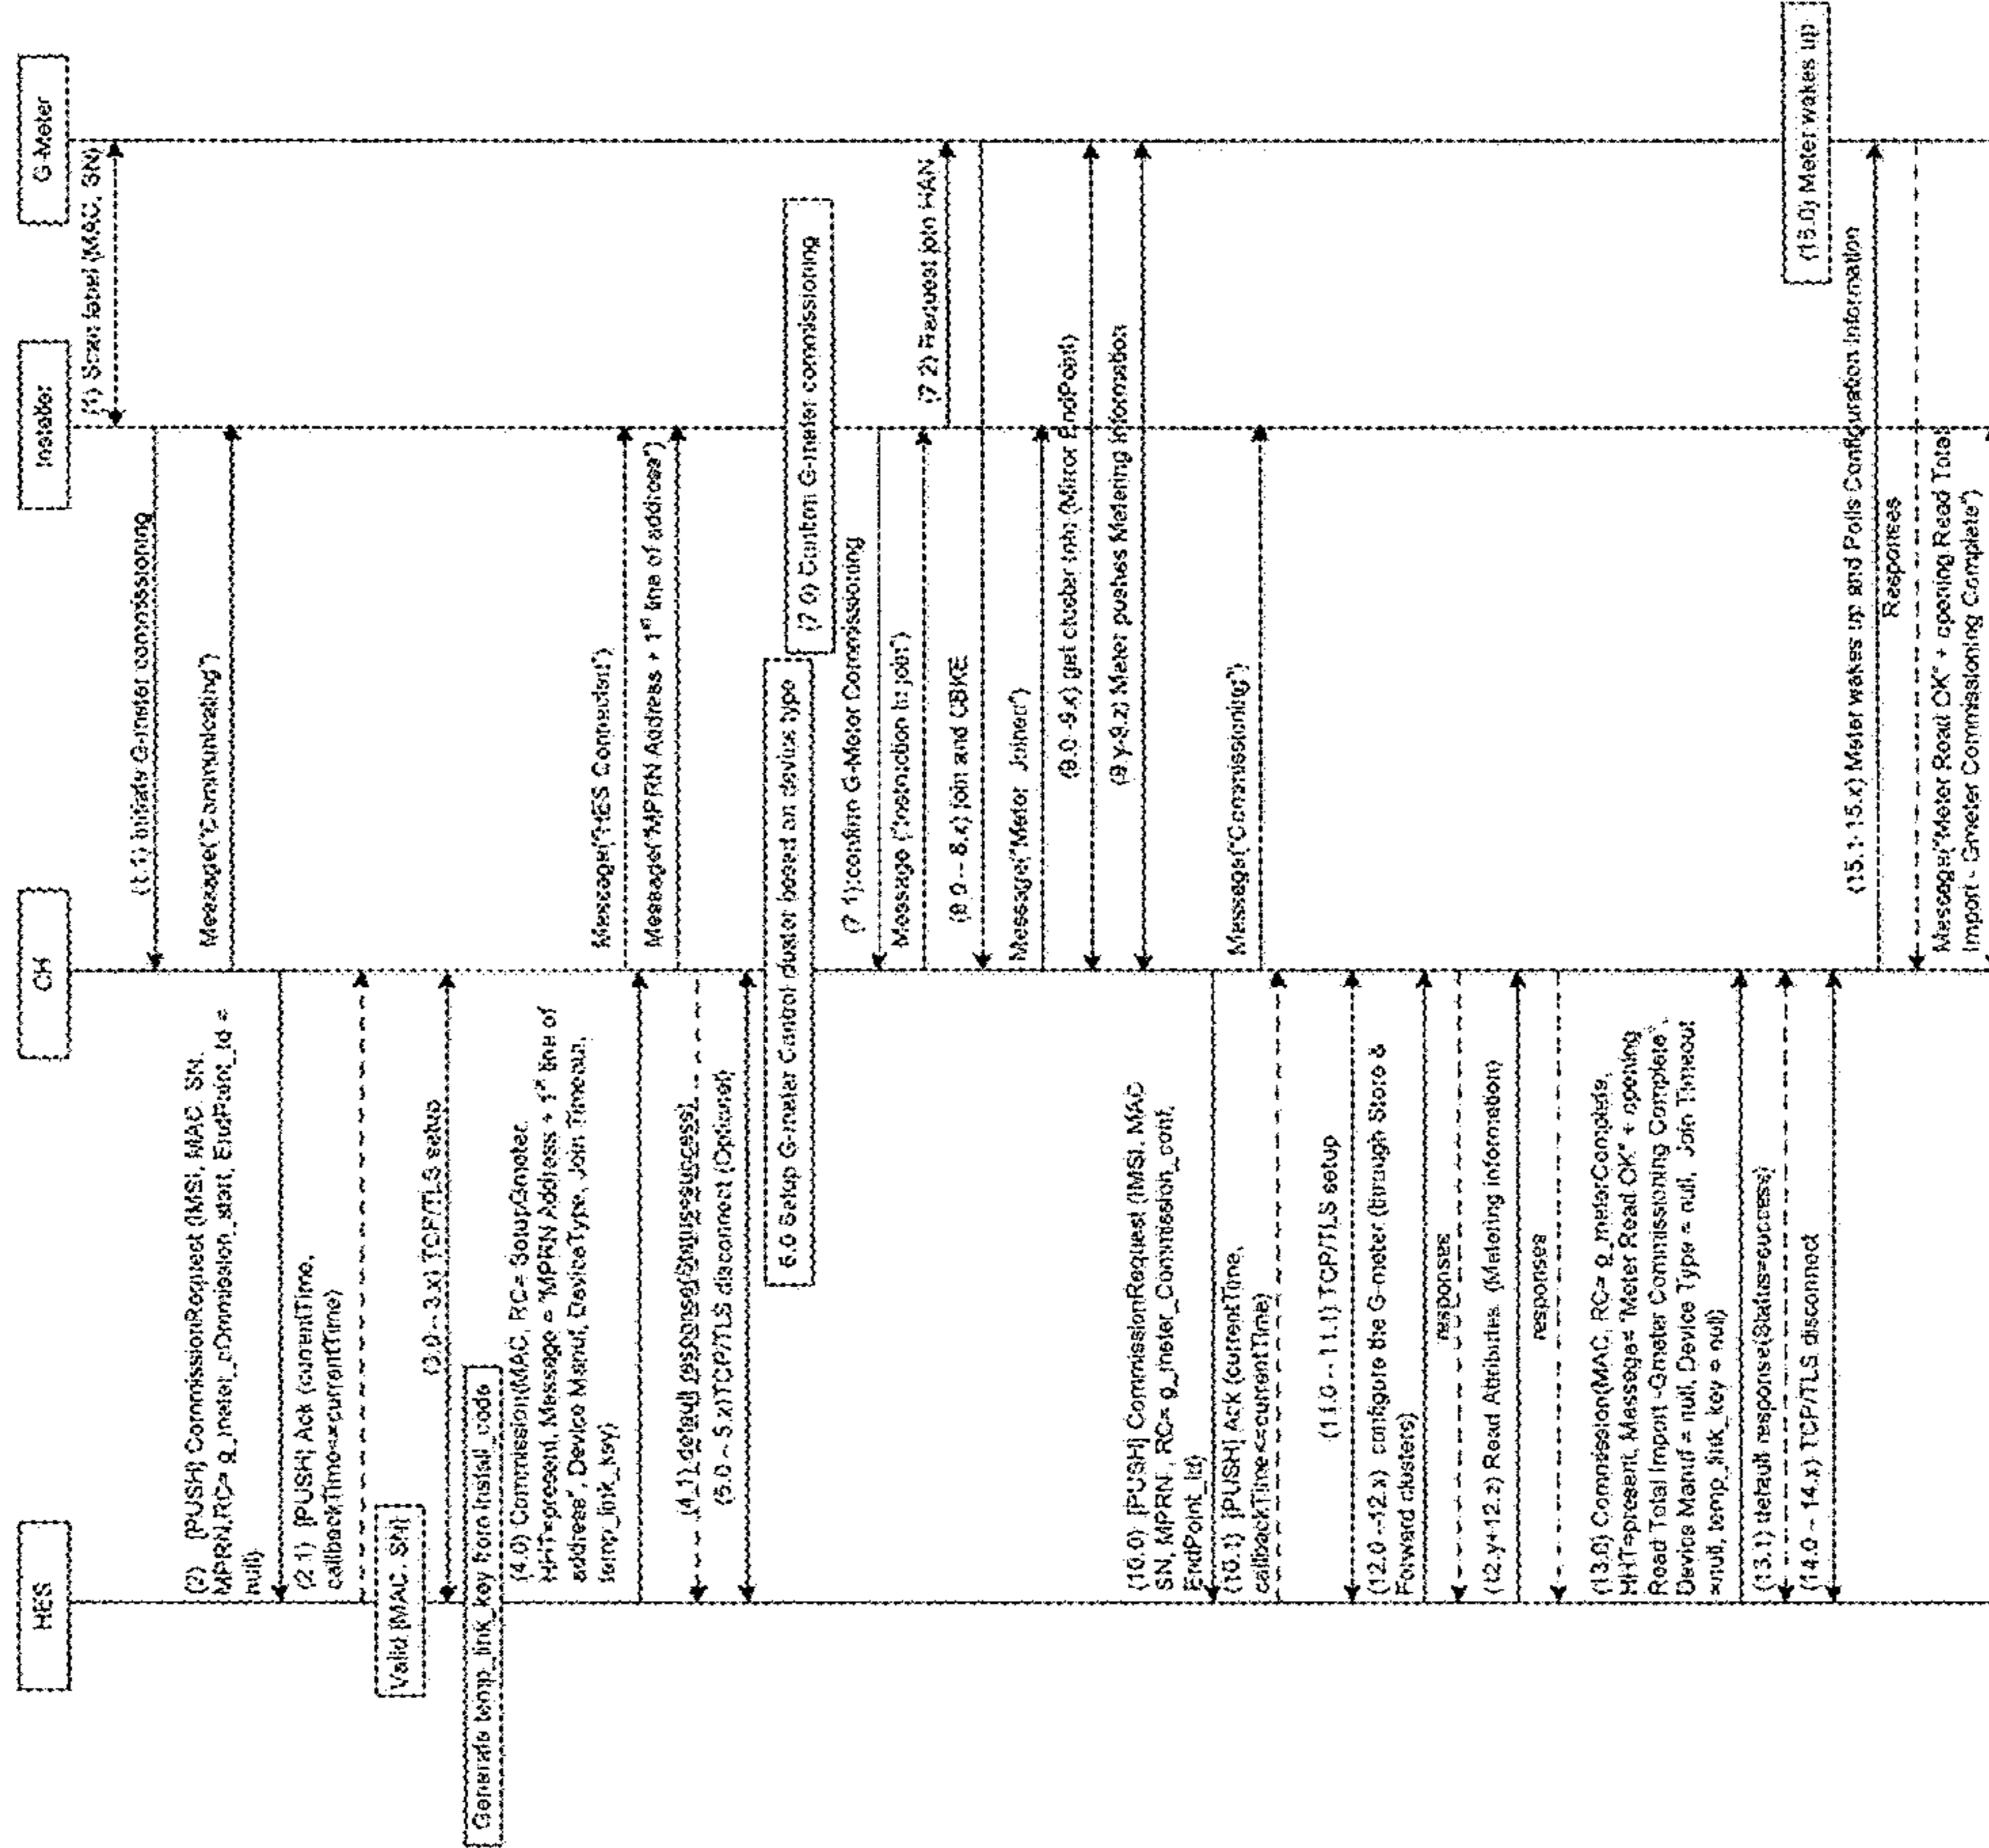 HES
CH
Installer
G-Meter
(1) Scan label (MAC, SN)
(1.1) Initiate G-meter commissioning
Message("Communicating")
(2) [PUSH] CommissionRequest (IMSI, MAC, SN,
MPRN,RC= g_meter_cOmmission_start, EndPoint_id =
null)
(2.1) [PUSH] Ack (currentTime,
callbackTime<=currentTime)
Valid [MAC, SN]
(3.0 – 3.x) TCP/TLS setup
Generate temp_link_key from install_code
Message("HES Connected")
(4.0) Commission(MAC, RC= SetupGmeter,
HHT=present, Message = "MPRN Address + 1st line of
address", Device Manuf, DeviceType, Join Timeout,
temp_link_key)
Message("MPRN Address + 1st line of address")
(4.1) default response(Status=success)
(5.0 – 5.x)TCP/TLS disconnect (Optional)
6.0 Setup G-meter Control cluster based on device type
(7.0) Confirm G-meter commissioning
(7.1):confirm G-Meter Commissioning
Message ("Instruction to join")
(7.2) Request join HAN
(8.0 – 8.x) join and CBKE
Message("Meter Joined")
(9.0 -9.x) get cluster info (Mirror EndPoint)
(9.y-9.z) Meter pushes Metering information
(10.0) [PUSH] CommissionRequest (IMSI, MAC
SN, MPRN, RC= g_meter_Commission_conf,
EndPoint_id)
Message("Commissioning")
(10.1) [PUSH] Ack (currentTime,
callbackTime<=currentTime)
(11.0 – 11.1) TCP/TLS setup
(12.0 -12.x) configure the G-meter (through Store &
Forward clusters)
responses
(12.y-12.z) Read Attributes (Metering information)
responses
(13.0) Commission(MAC, RC= g_meterComplete,
HHT=present, Message= "Meter Read OK" + opening
Read Total Import -Gmeter Commissioning Complete",
Device Manuf = null, Device Type = null, Join Timeout
=null, temp_link_key = null)
(13.1) default response(Status=success)
(14.0 – 14.x) TCP/TLS disconnect
(15.0) Meter wakes up
(15.1-15.x) Meter wakes up and Polls Configuration Information
Responses
Message("Meter Read OK" + opening Read Total
Import - Gmeter Commissioning Complete")